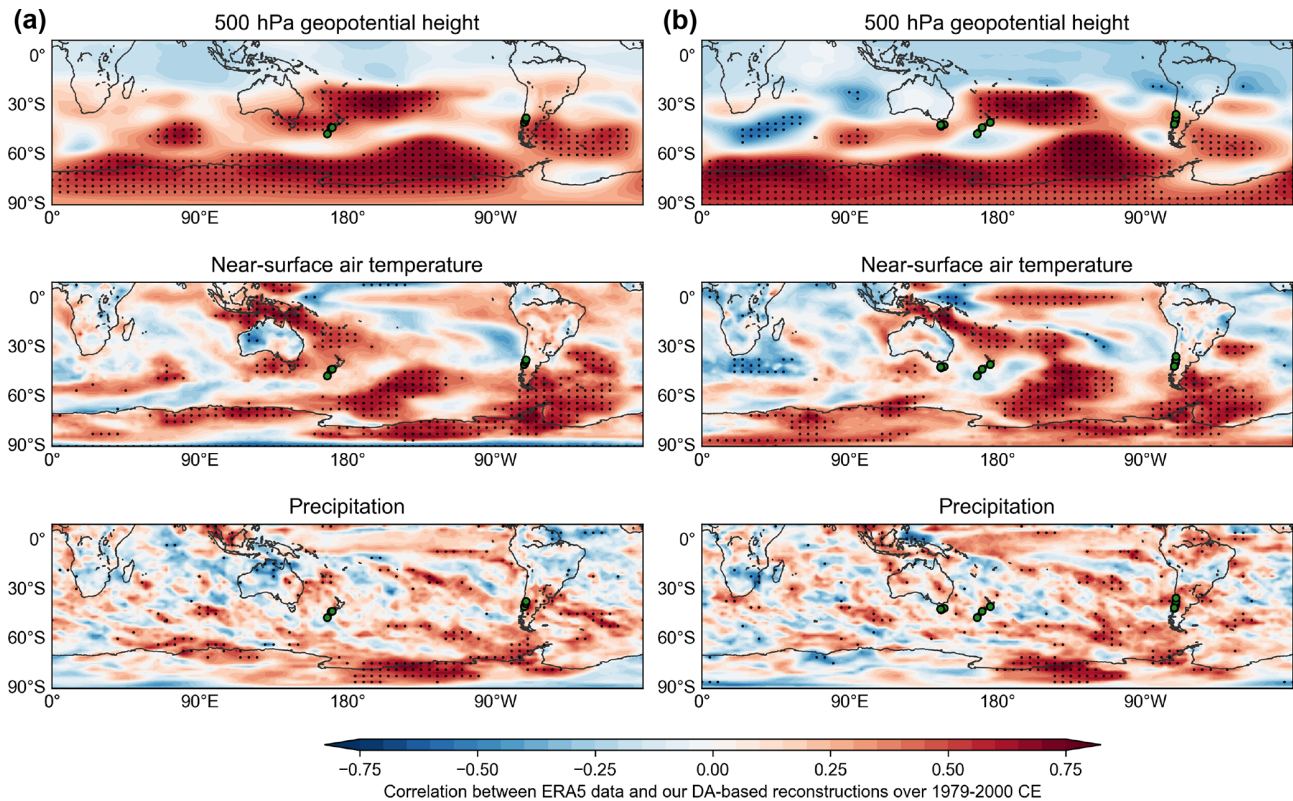 (a)
500 hPa geopotential height
0°
30°S
60°S
90°S
0°
90°E
180°
90°W
Near-surface air temperature
0°
30°S
60°S
90°S
0°
90°E
180°
90°W
Precipitation
0°
30°S
60°S
90°S
0°
90°E
180°
90°W
(b)
500 hPa geopotential height
0°
30°S
60°S
90°S
0°
90°E
180°
90°W
Near-surface air temperature
0°
30°S
60°S
90°S
0°
90°E
180°
90°W
Precipitation
0°
30°S
60°S
90°S
0°
90°E
180°
90°W
−0.75
−0.50
−0.25
0.00
0.25
0.50
0.75
Correlation between ERA5 data and our DA-based reconstructions over 1979-2000 CE